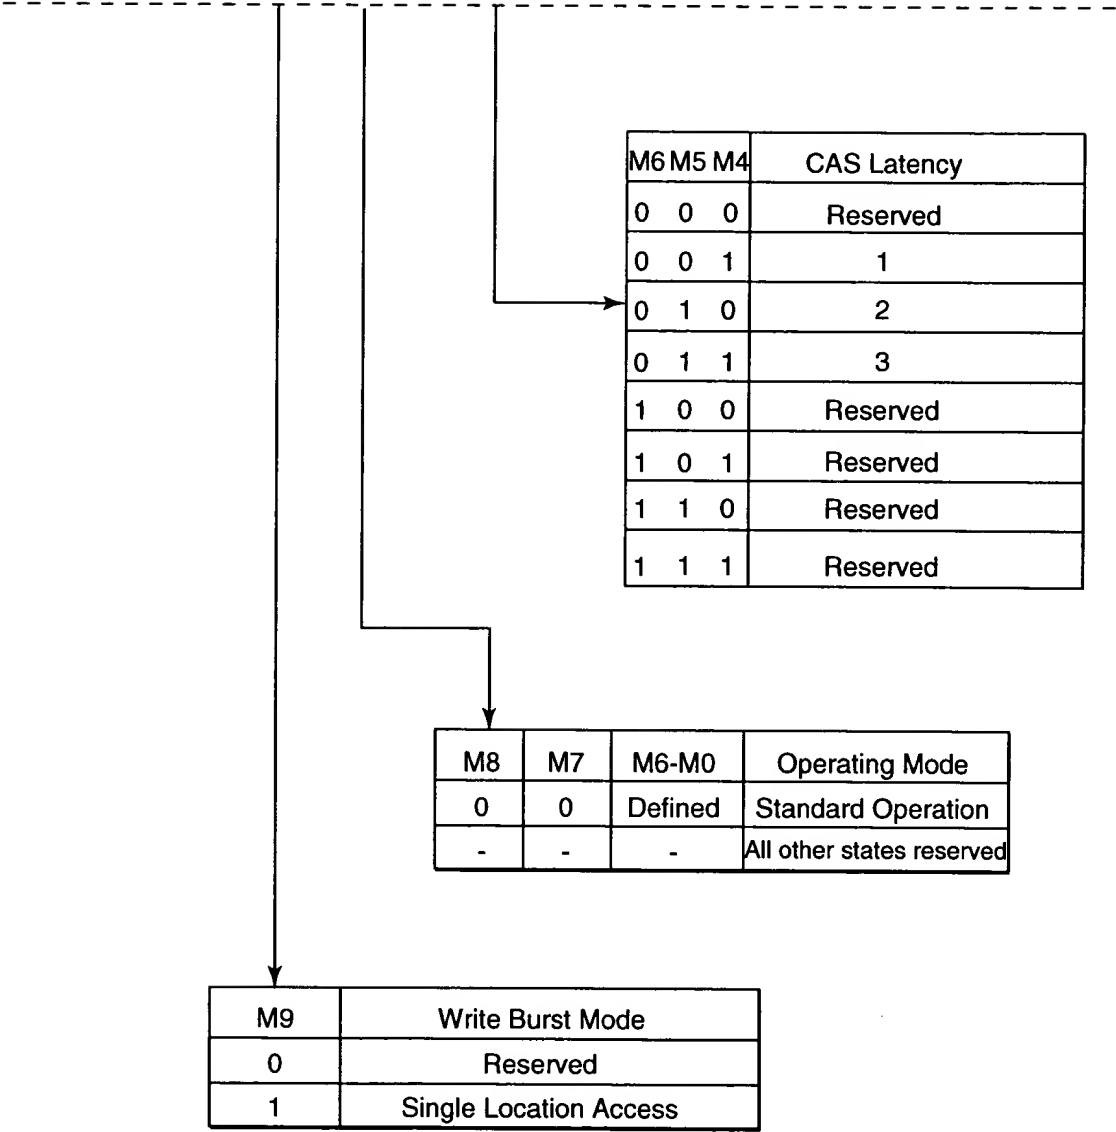 M6 M5 M4 CAS Latency
0 0 0 Reserved
0 0 1 1
0 1 0 2
0 1 1 3
1 0 0 Reserved
1 0 1 Reserved
1 1 0 Reserved
1 1 1 Reserved
M8 M7 M6-M0 Operating Mode
0 0 Defined Standard Operation
- - - All other states reserved
M9 Write Burst Mode
0 Reserved
1 Single Location Access